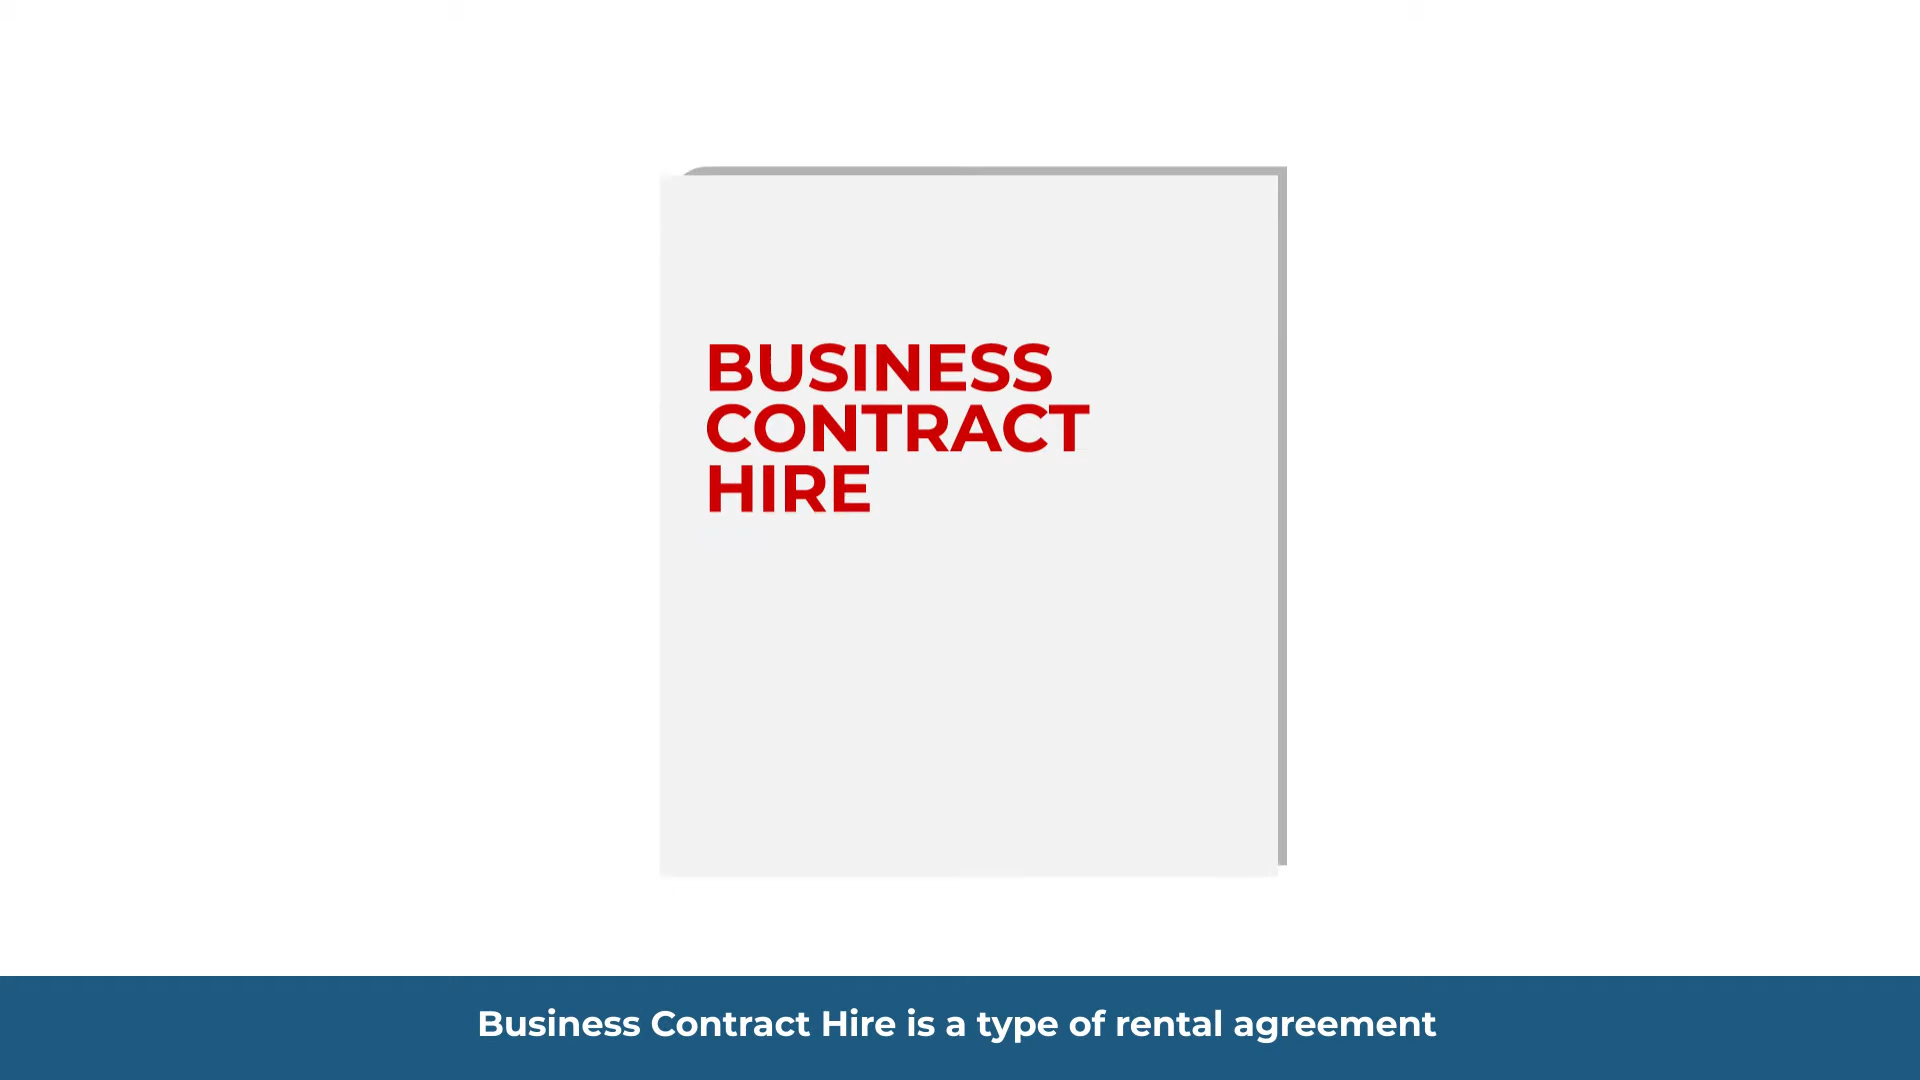 BUSINESS
CONTRACT
HIRE
Business Contract Hire is a type of rental agreement